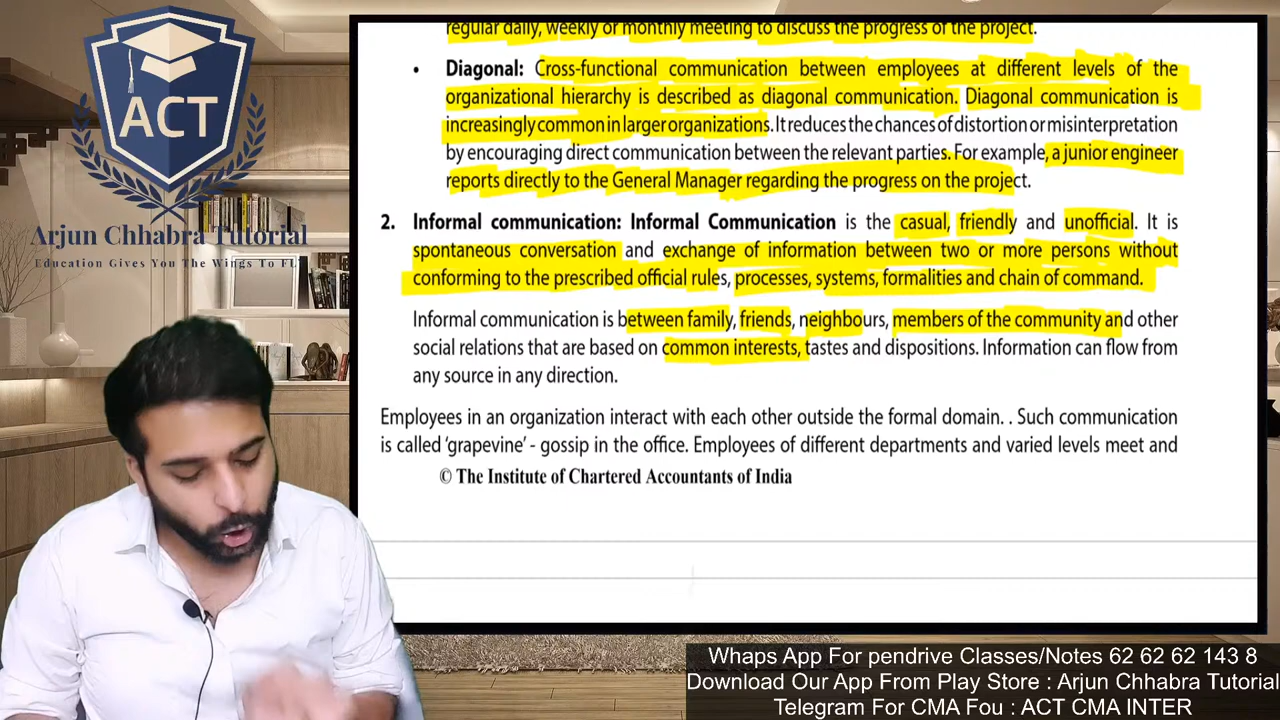 ACT
Arjun Chhabra Tutorial
Education Gives You The Wings To Fl
regular daily, weekly or monthly meeting to discuss the progress of the project.
• Diagonal: Cross-functional communication between employees at different levels of the
organizational hierarchy is described as diagonal communication. Diagonal communication is
increasingly common in larger organizations. It reduces the chances of distortion or misinterpretation
by encouraging direct communication between the relevant parties. For example, a junior engineer
reports directly to the General Manager regarding the progress on the project.
2. Informal communication: Informal Communication is the casual, friendly and unofficial. It is
spontaneous conversation and exchange of information between two or more persons without
conforming to the prescribed official rules, processes, systems, formalities and chain of command.
Informal communication is between family, friends, neighbours, members of the community and other
social relations that are based on common interests, tastes and dispositions. Information can flow from
any source in any direction.
Employees in an organization interact with each other outside the formal domain. . Such communication
is called ‘grapevine’ - gossip in the office. Employees of different departments and varied levels meet and
© The Institute of Chartered Accountants of India
Whaps App For pendrive Classes/Notes 62 62 62 143 8
Download Our App From Play Store : Arjun Chhabra Tutorial
Telegram For CMA Fou : ACT CMA INTER